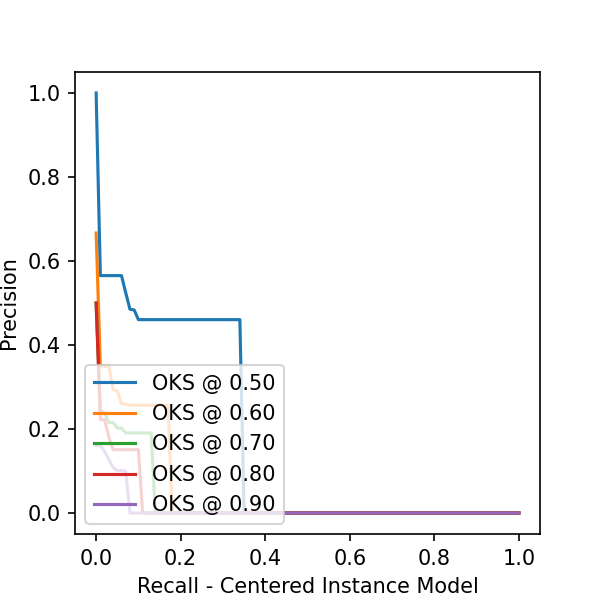 1.0
0.8
0.6
0.4
0.2
0.0
Precision
OKS @ 0.50
OKS @ 0.60
OKS @ 0.70
OKS @ 0.80
OKS @ 0.90
0.0 0.2 0.4 0.6 0.8 1.0
Recall - Centered Instance Model